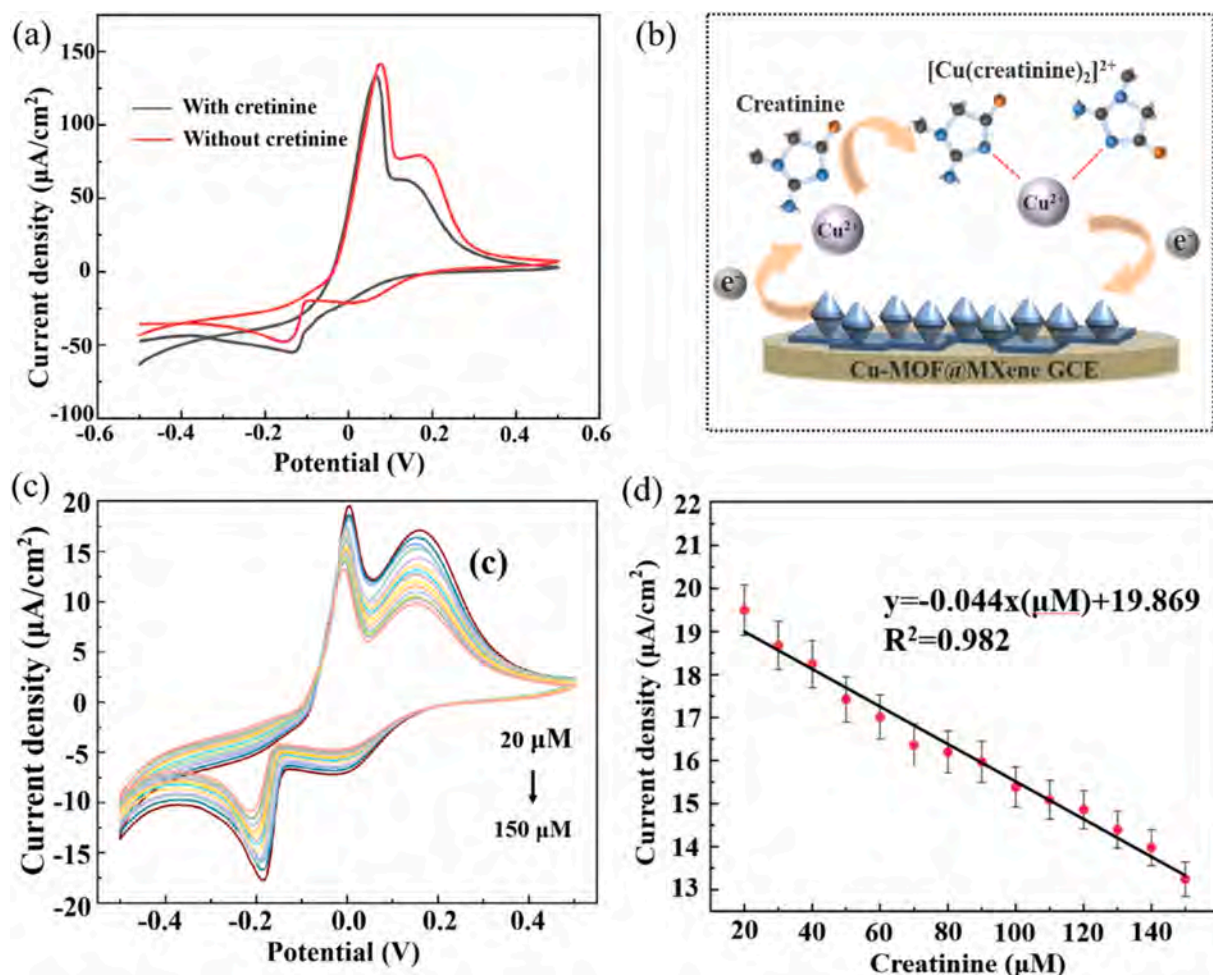 (a)
150
100
50
0
-50
-100
Current density (µA/cm²)
With cretinine
Without cretinine
-0.6
-0.4
-0.2
0
0.2
0.4
0.6
Potential (V)
(b)
[Cu(creatinine)₂]²⁺
Creatinine
Cu²⁺
Cu²⁺
e⁻
e⁻
Cu-MOF@MXene GCE
(c)
20
15
10
5
0
-5
-10
-15
20
Current density (µA/cm²)
(c)
20 µM
150 µM
-0.4
-0.2
0.0
0.2
0.4
Potential (V)
(d)
22
21
20
19
18
17
16
15
14
13
Current density (µA/cm²)
y=-0.044x(µM)+19.869
R²=0.982
20
40
60
80
100
120
140
Creatinine (µM)